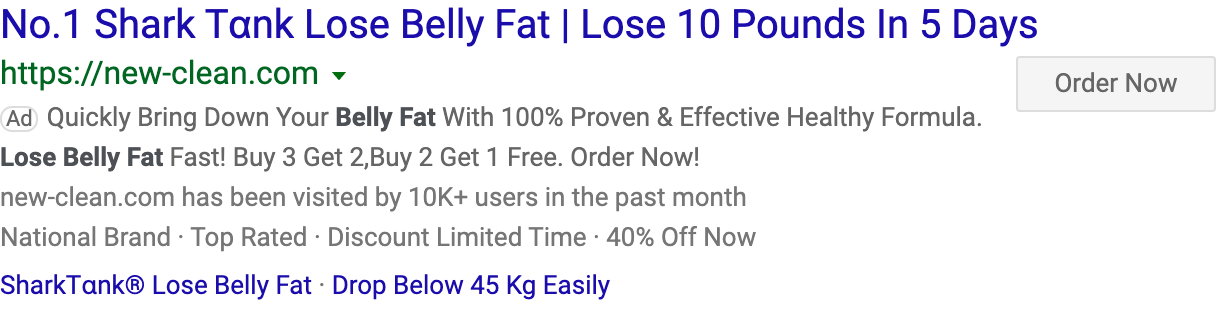 No.1 Shark Tɑnk Lose Belly Fat | Lose 10 Pounds In 5 Days
https://new-clean.com
Order Now
Ad Quickly Bring Down Your Belly Fat With 100% Proven & Effective Healthy Formula.
Lose Belly Fat Fast! Buy 3 Get 2,Buy 2 Get 1 Free. Order Now!
new-clean.com has been visited by 10K+ users in the past month
National Brand · Top Rated · Discount Limited Time · 40% Off Now
SharkTɑnk® Lose Belly Fat · Drop Below 45 Kg Easily